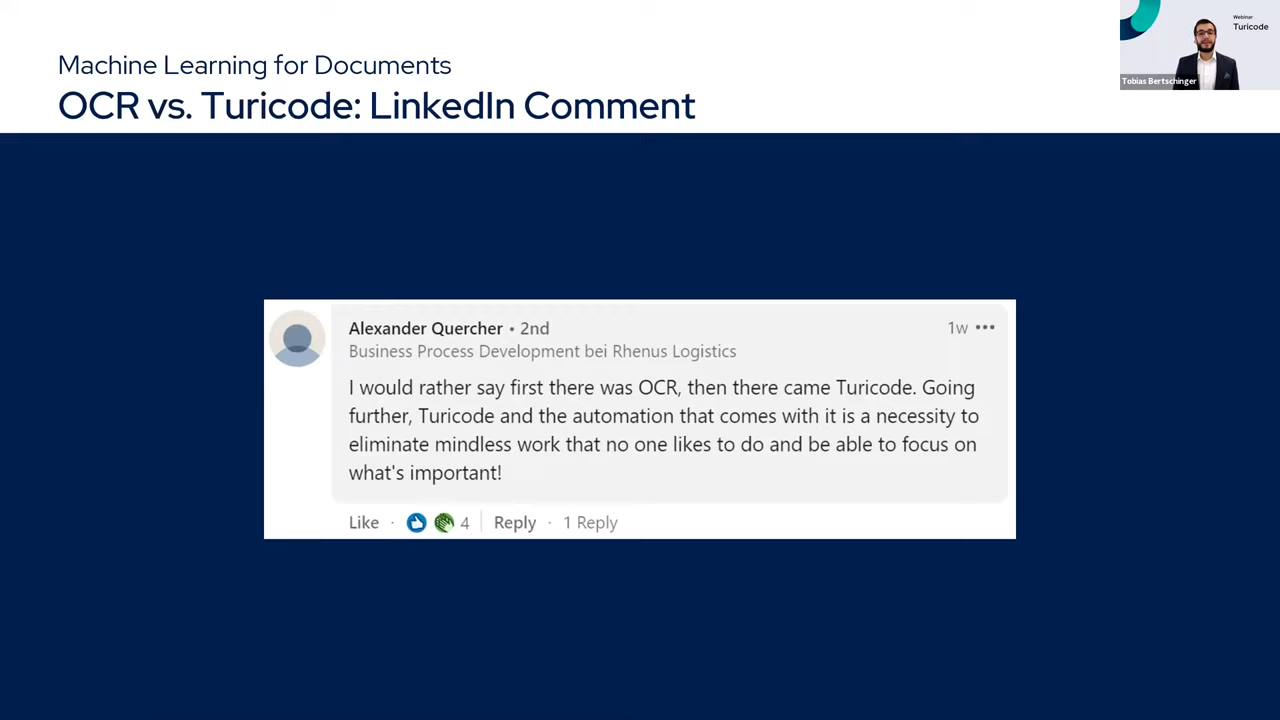 Machine Learning for Documents
OCR vs. Turicode: LinkedIn Comment
Webinar
Turicode
Tobias Bertschinger
Alexander Quercher • 2nd
1w •••
Business Process Development bei Rhenus Logistics
I would rather say first there was OCR, then there came Turicode. Going
further, Turicode and the automation that comes with it is a necessity to
eliminate mindless work that no one likes to do and be able to focus on
what's important!
Like · 4 Reply · 1 Reply